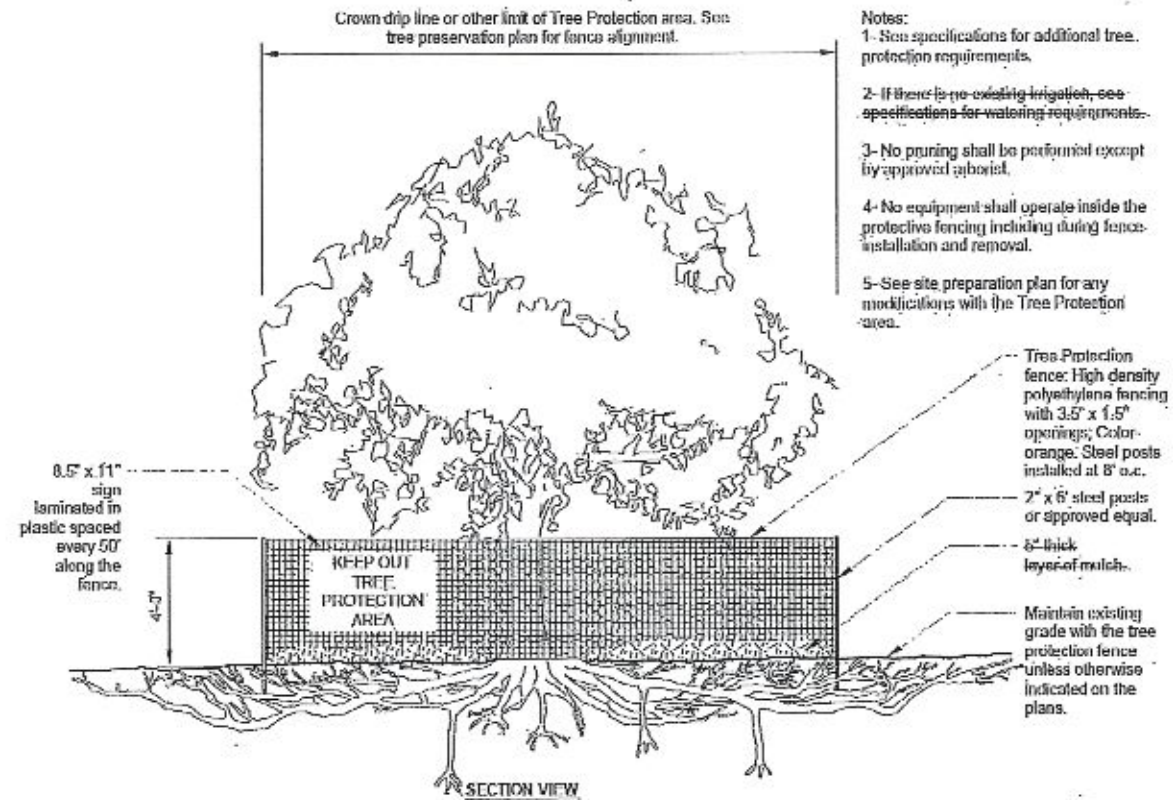 Crown drip line or other limit of Tree Protection area. See
tree preservation plan for fence alignment.
Notes:
1- See specifications for additional tree
protection requirements.
2- If there is no existing irrigation, see
specifications for watering requirements.
3- No pruning shall be performed except
by approved arborist.
4- No equipment shall operate inside the
protective fencing including during fence
installation and removal.
5- See site preparation plan for any
modifications with the Tree Protection
area.
Tree Protection
fence: High density
polyethylene fencing
with 3.5" x 1.5"
openings; Color-
orange. Steel posts
installed at 8' o.c.
2" x 6' steel posts
or approved equal.
5" thick
layer of mulch.
Maintain existing
grade with the tree
protection fence
unless otherwise
indicated on the
plans.
8.5" x 11"
sign
laminated in
plastic spaced
every 50'
along the
fence.
4'-0"
KEEP OUT
TREE
PROTECTION
AREA
SECTION VIEW